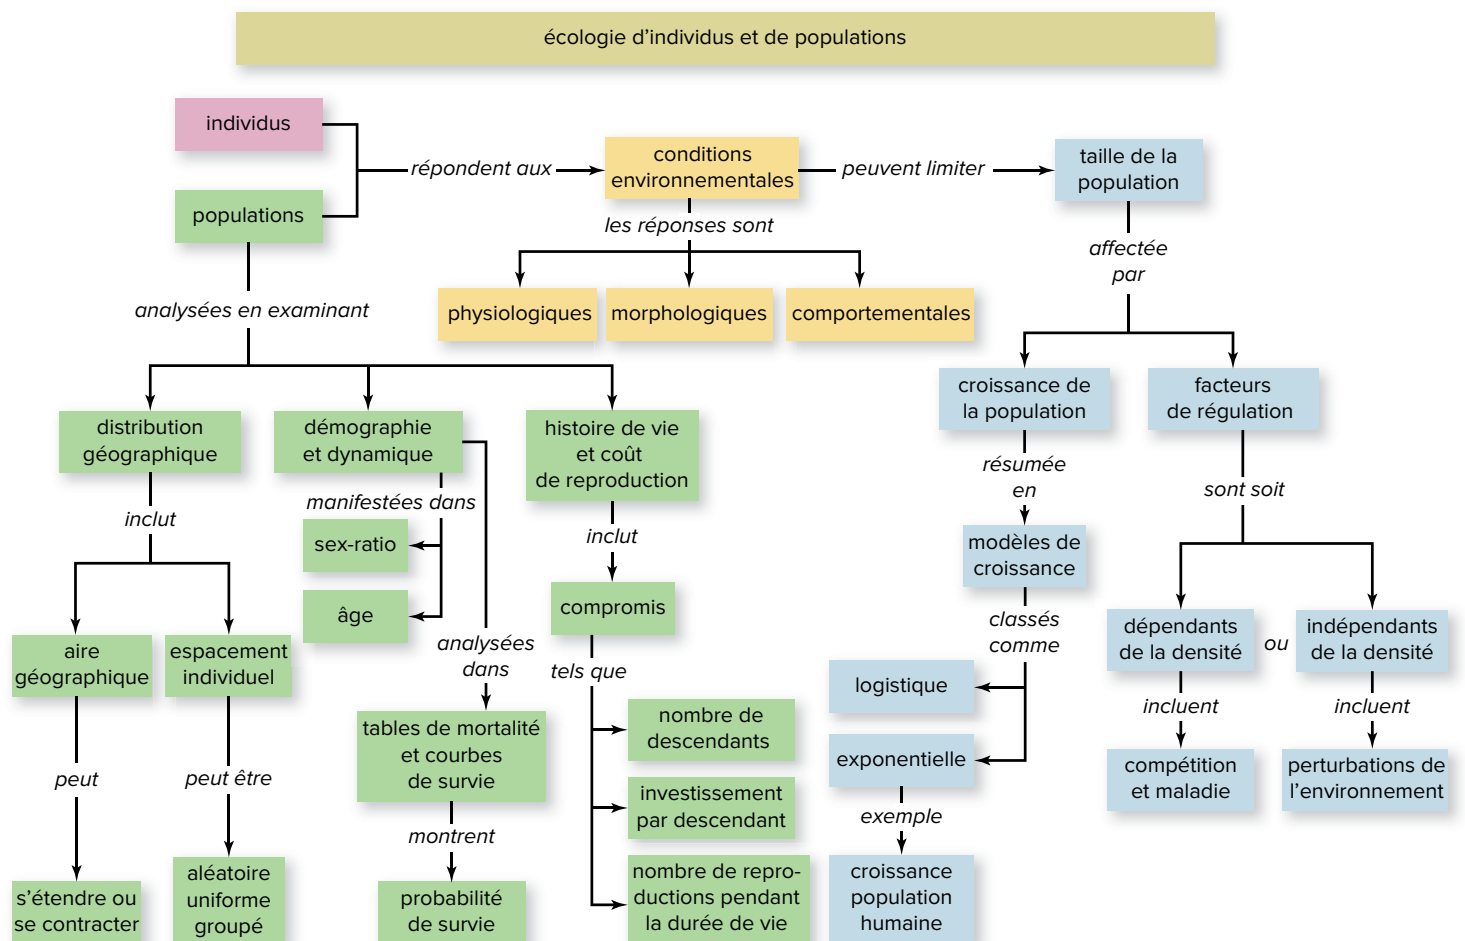 écologie d’individus et de populations
individus
populations
répondent aux
conditions
environnementales
peuvent limiter
taille de la
population
les réponses sont
physiologiques
morphologiques
comportementales
affectée
par
analysées en examinant
distribution
géographique
démographie
et dynamique
histoire de vie
et coût
de reproduction
croissance de
la population
facteurs
de régulation
inclut
manifestées dans
sex-ratio
âge
inclut
compromis
résumée
en
modèles de
croissance
sont soit
aire
géographique
espacement
individuel
analysées
dans
tels que
classés
comme
dépendants
de la densité
ou
indépendants
de la densité
logistique
exponentielle
incluent
incluent
compétition
et maladie
perturbations de
l’environnement
peut
peut être
tables de mortalité
et courbes
de survie
nombre de
descendants
investissement
par descendant
exemple
montrent
s’étendre ou
se contracter
aléatoire
uniforme
groupé
probabilité
de survie
nombre de repro-
ductions pendant
la durée de vie
croissance
population
humaine